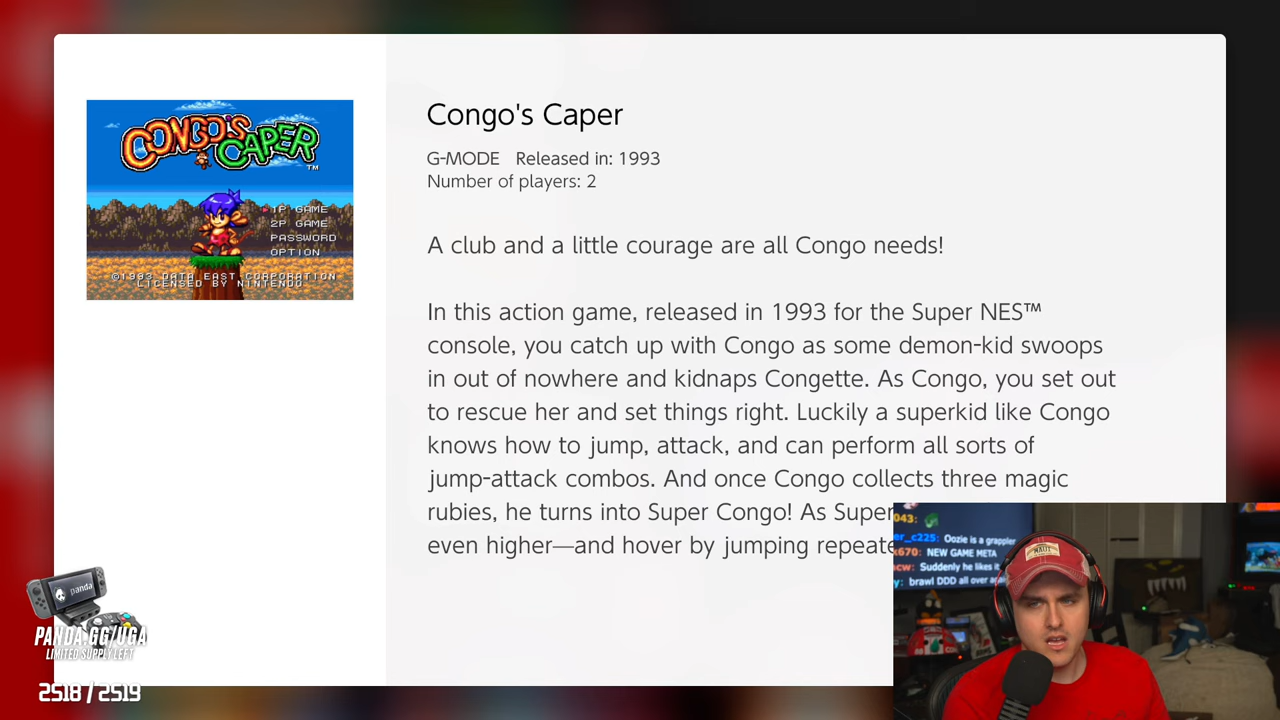 CONGO'S
CAPER
TM
1P GAME
2P GAME
PASSWORD
OPTION
©1993 DATA EAST CORPORATION
LICENSED BY NINTENDO
Congo's Caper
G-MODE Released in: 1993
Number of players: 2
A club and a little courage are all Congo needs!
In this action game, released in 1993 for the Super NES™
console, you catch up with Congo as some demon-kid swoops
in out of nowhere and kidnaps Congette. As Congo, you set out
to rescue her and set things right. Luckily a superkid like Congo
knows how to jump, attack, and can perform all sorts of
jump-attack combos. And once Congo collects three magic
rubies, he turns into Super Congo! As Super
even higher—and hover by jumping repeate
panda
PANDA.GG/UGA
LIMITED SUPPLY LEFT
2518 / 2519
043:
er_c225: Oozie is a grappler
x670: NEW GAME META
cw: Suddenly he likes it
y: brawl DDD all over again